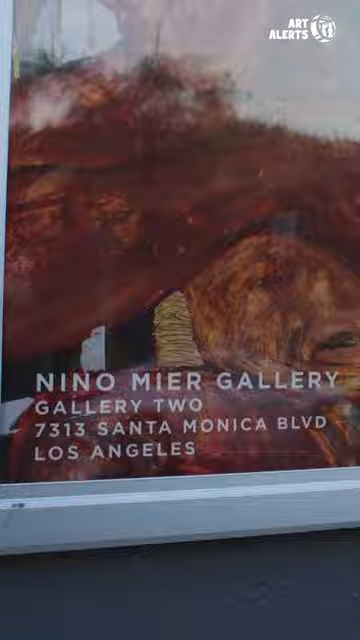 ART
ALERTS
NINO MIER GALLERY
GALLERY TWO
7313 SANTA MONICA BLVD
LOS ANGELES